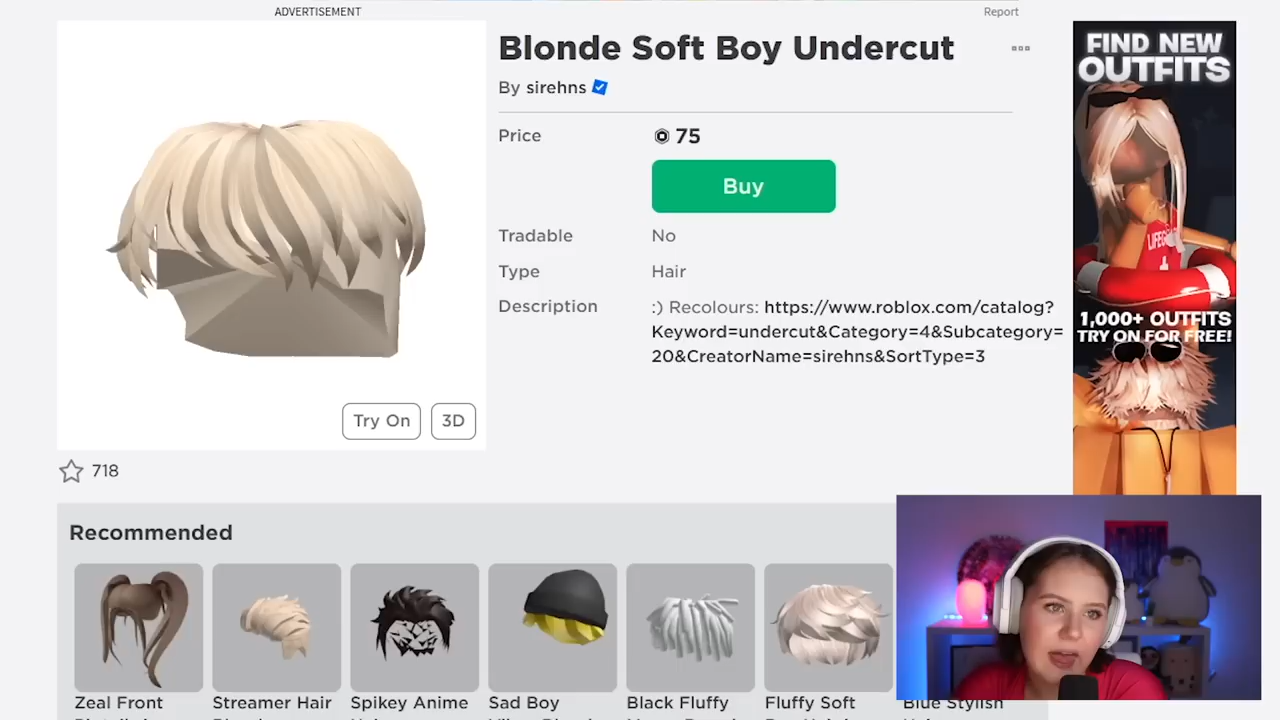 ADVERTISEMENT
Report
Blonde Soft Boy Undercut
By sirehns
Price
75
Buy
Tradable
No
Type
Hair
Description
:) Recolours: https://www.roblox.com/catalog?
Keyword=undercut&Category=4&Subcategory=
20&CreatorName=sirehns&SortType=3
Try On
3D
718
FIND NEW
OUTFITS
LIFEG
1,000+ OUTFITS
TRY ON FOR FREE!
Recommended
Zeal Front
Streamer Hair
Spikey Anime
Sad Boy
Black Fluffy
Fluffy Soft
Blue Stylish